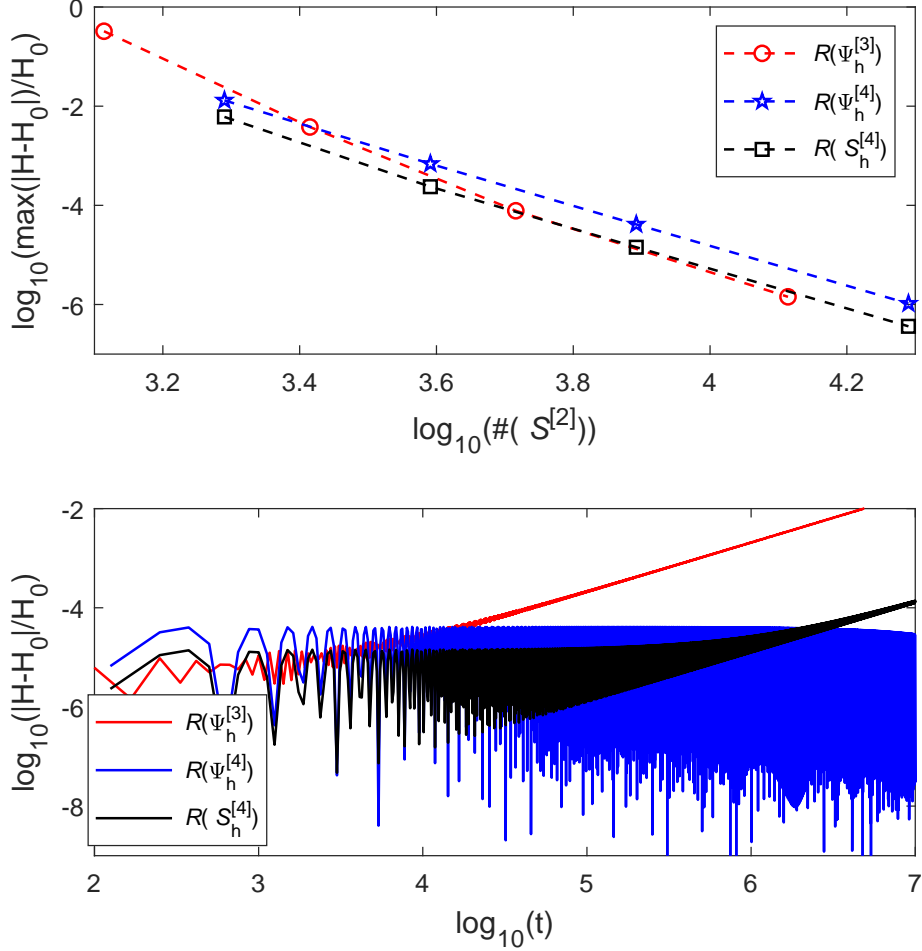 log₁₀(max(|H-H₀|)/H₀)
0
-2
-4
-6
R(Ψₕ^[3])
R(Ψₕ^[4])
R( Sₕ^[4])
3.2 3.4 3.6 3.8 4 4.2
log₁₀(#( S^[2]))
log₁₀(|H-H₀|/H₀)
-2
-4
-6
-8
R(Ψₕ^[3])
R(Ψₕ^[4])
R( Sₕ^[4])
2 3 4 5 6 7
log₁₀(t)